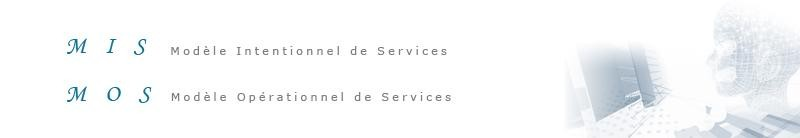 M I S Modèle Intentionnel de Services
M O S Modèle Opérationnel de Services